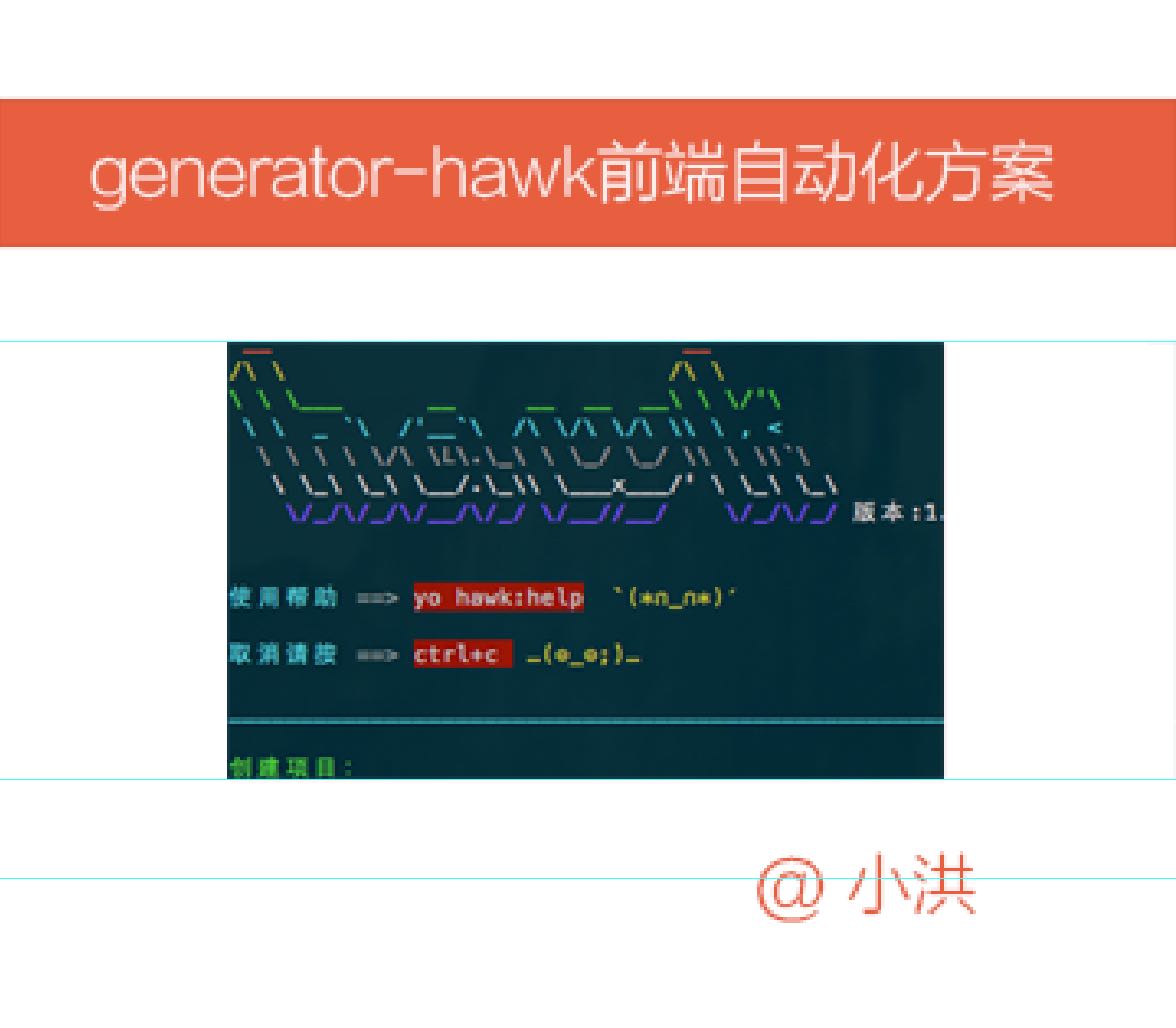 generator-hawk前端自动化方案
版本:1.
使用帮助 ==> yo hawk:help `(*n_n*)′
取消请按 ==> ctrl+c …(⊙_⊙;)…
创建项目:
@ 小洪